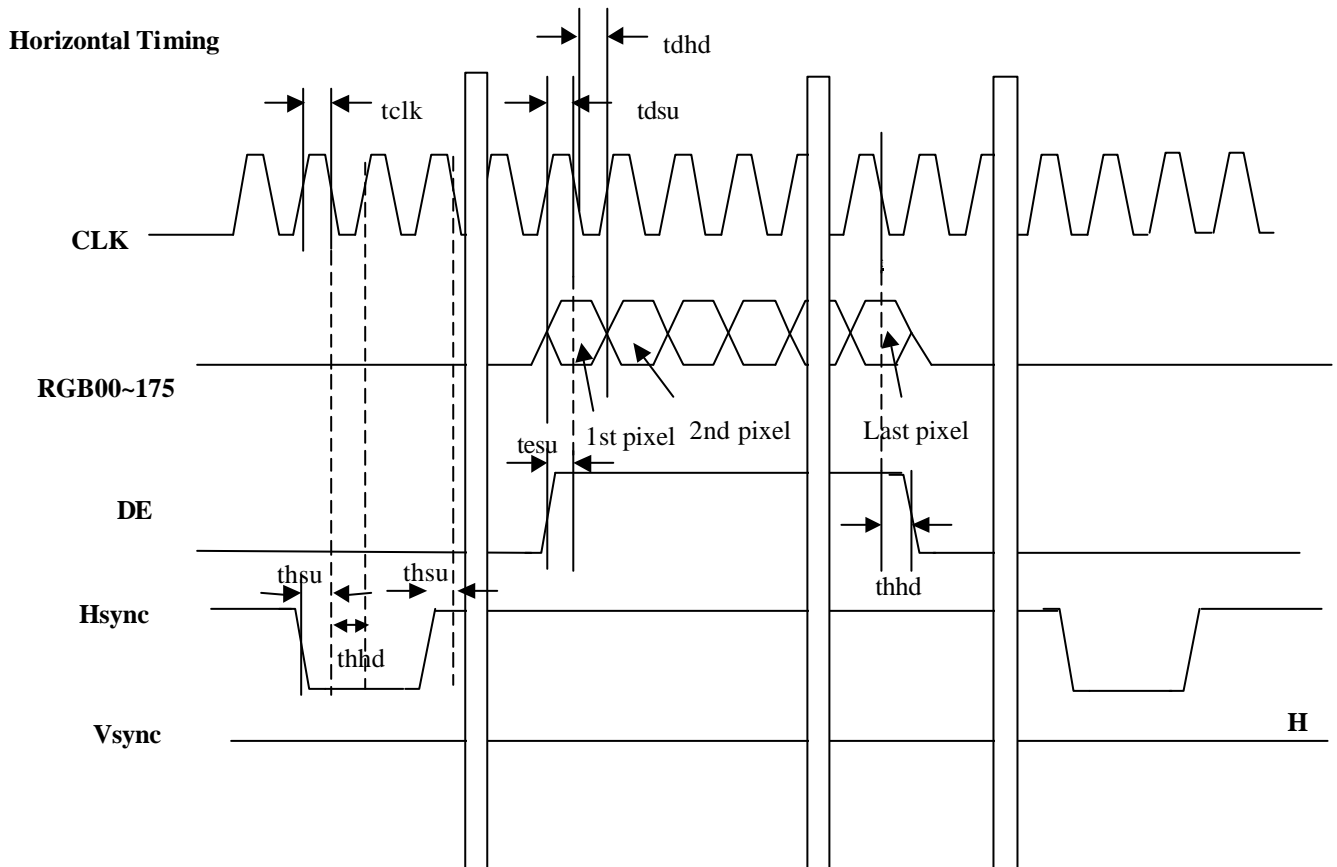 Horizontal Timing
tdhd
tclk
tdsu
CLK
RGB00~175
1st pixel
2nd pixel
Last pixel
tesu
DE
thsu
thsu
thhd
Hsync
thhd
Vsync
H